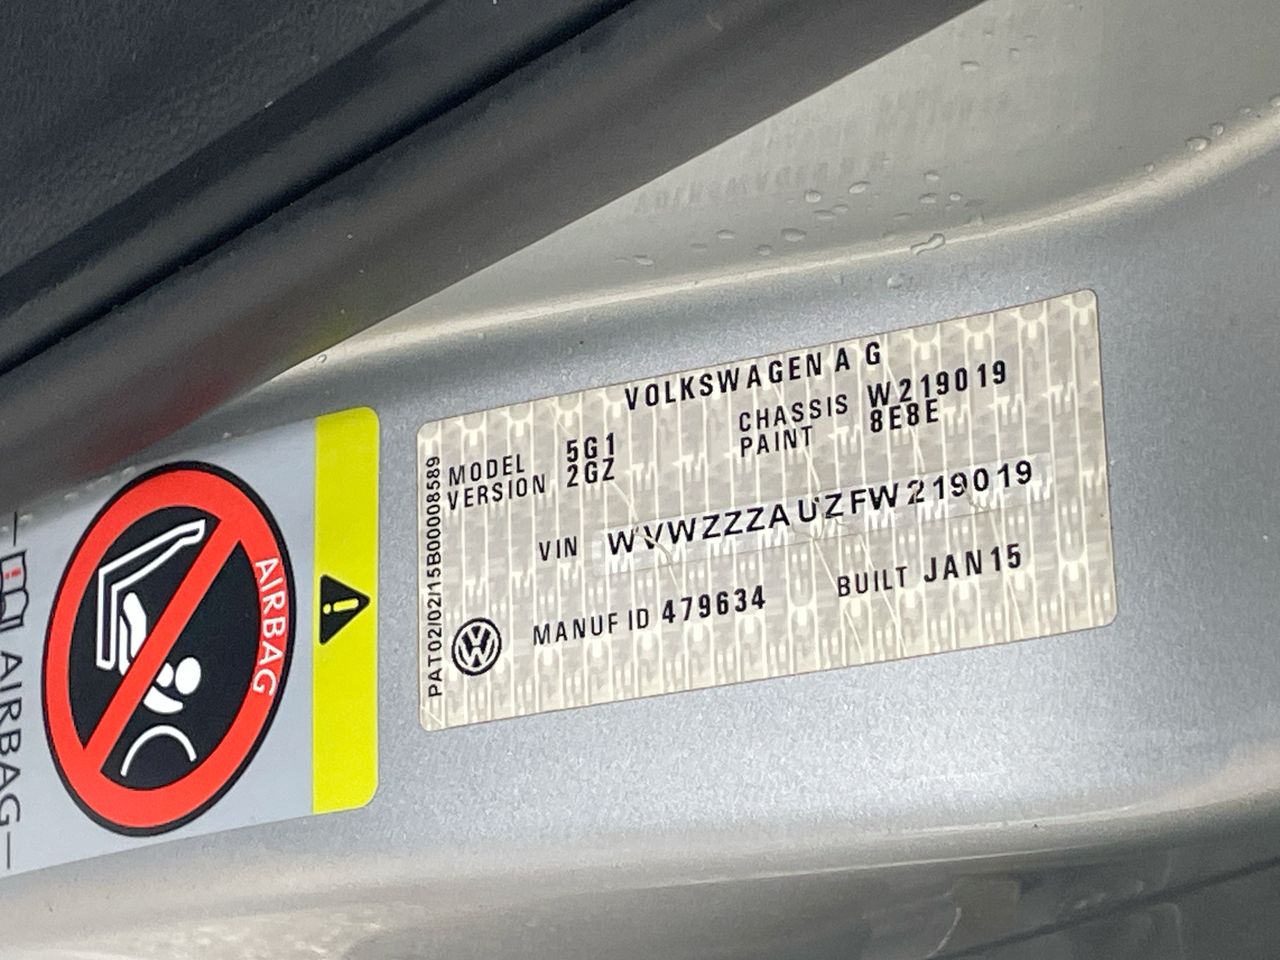 VOLKSWAGEN A G
MODEL 5G1 CHASSIS W219019
VERSION 2GZ PAINT 8E8E
VIN WVWZZZAUZFW219019
MANUF ID 479634 BUILT JAN15
PAT02/02/15B00008589
AIRBAG
AIRBAG